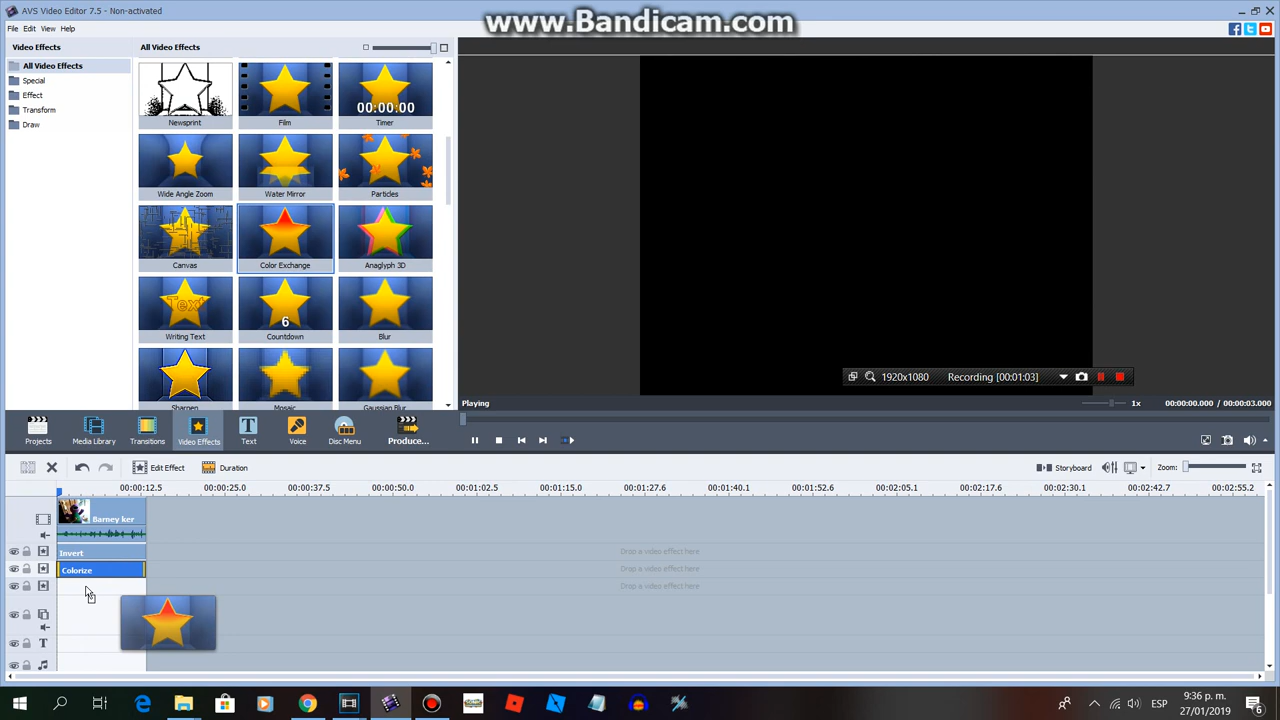 AVS Video Editor 7.5 - Non-activated
www.Bandicam.com
File Edit View Help
Video Effects
All Video Effects
All Video Effects
Special
Effect
Transform
Draw
Newsprint
Film
00:00:00
Timer
Wide Angle Zoom
Water Mirror
Particles
Canvas
Color Exchange
Anaglyph 3D
Text
Writing Text
6
Countdown
Blur
Sharpen
Mosaic
Gaussian Blur
1920x1080 Recording [00:01:03]
Playing
1x 00:00:00.000 / 00:00:03.000
Projects
Media Library
Transitions
Video Effects
Text
Voice
Disc Menu
Produce...
Edit Effect
Duration
Storyboard
Zoom:
00:00:12.5 00:00:25.0 00:00:37.5 00:00:50.0 00:01:02.5 00:01:15.0 00:01:27.6 00:01:40.1 00:01:52.6 00:02:05.1 00:02:17.6 00:02:30.1 00:02:42.7 00:02:55.2
Barney ker
Invert
Drop a video effect here
Colorize
Drop a video effect here
Drop a video effect here
T
ESP
9:36 p. m.
27/01/2019
6